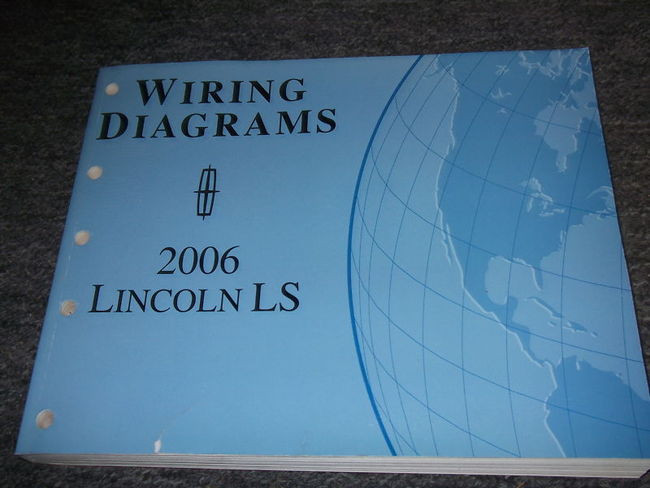 WIRING
DIAGRAMS
2006
LINCOLN LS